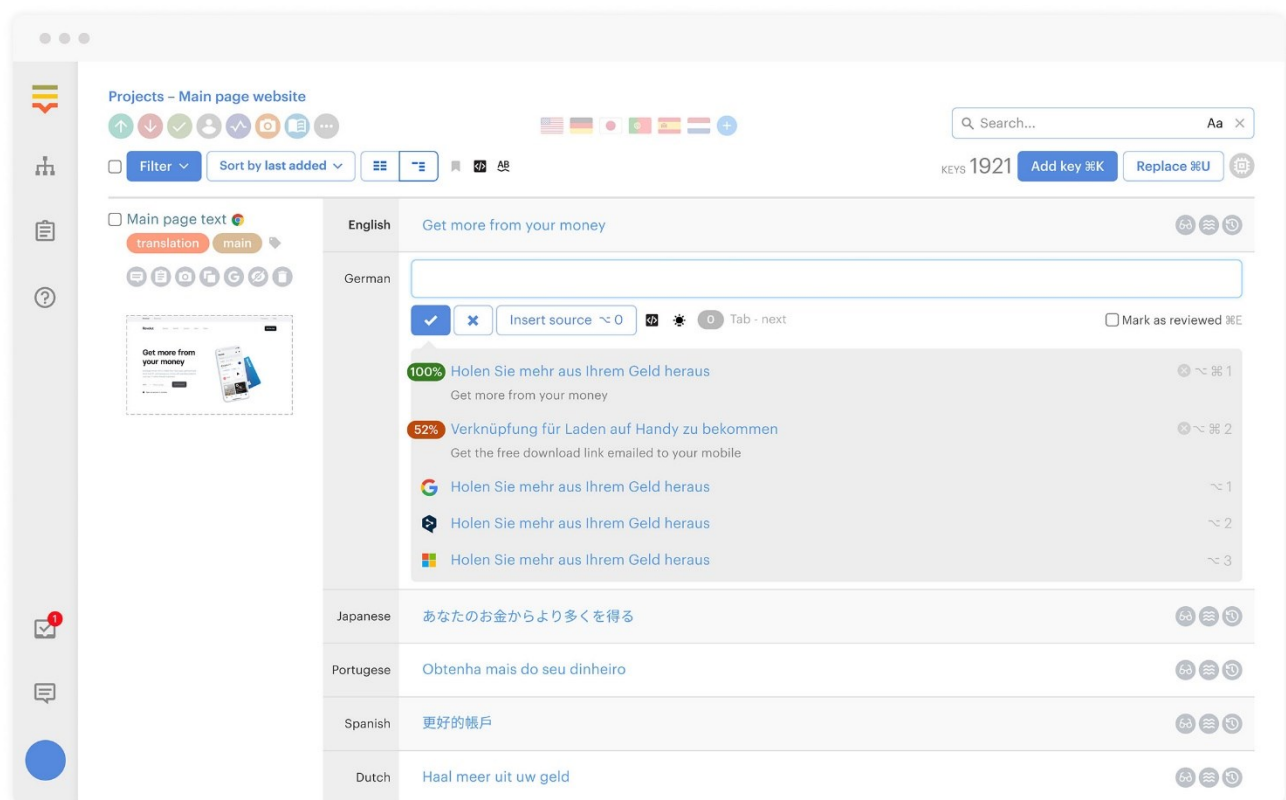 Projects – Main page website
Search... Aa
Filter
Sort by last added
AB
KEYS 1921
Add key ⌘K
Replace ⌘U
Main page text
translation main
Get more from
your money
English Get more from your money
German
Insert source ⌥ 0
0 Tab - next
Mark as reviewed ⌘E
100% Holen Sie mehr aus Ihrem Geld heraus ⌥ ⌘ 1
Get more from your money
52% Verknüpfung für Laden auf Handy zu bekommen ⌥ ⌘ 2
Get the free download link emailed to your mobile
Holen Sie mehr aus Ihrem Geld heraus ⌥ 1
Holen Sie mehr aus Ihrem Geld heraus ⌥ 2
Holen Sie mehr aus Ihrem Geld heraus ⌥ 3
Japanese あなたのお金からより多くを得る
Portugese Obtenha mais do seu dinheiro
Spanish 更好的帳戶
Dutch Haal meer uit uw geld
1